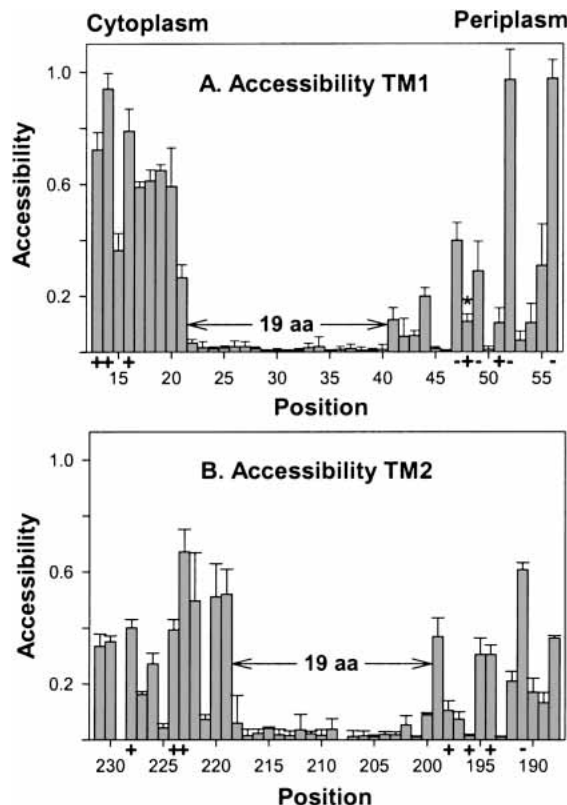 Cytoplasm Periplasm
A. Accessibility TM1
Accessibility
1.0
0.6
0.2
19 aa
*
++ + -+- +- -
15 20 25 30 35 40 45 50 55
Position
B. Accessibility TM2
Accessibility
1.0
0.6
0.2
19 aa
+ ++ + + + -
230 225 220 215 210 205 200 195 190
Position